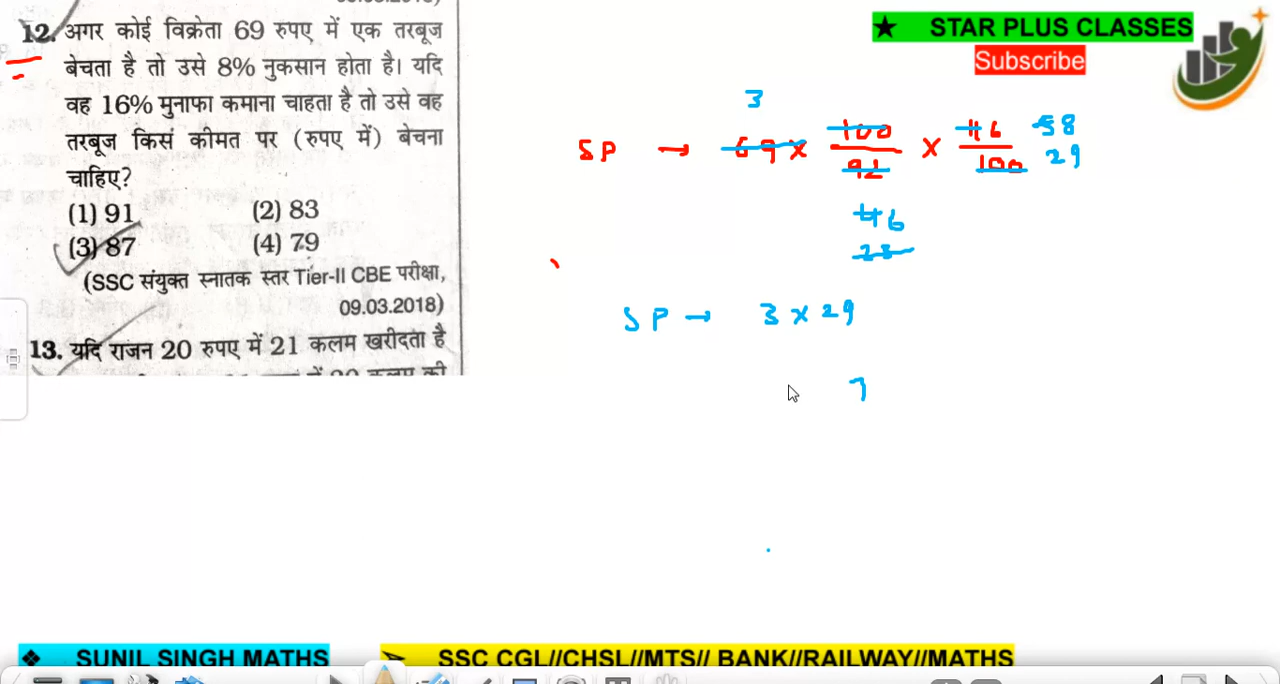 12. अगर कोई विक्रेता 69 रुपए में एक तरबूज
बेचता है तो उसे 8% नुकसान होता है। यदि
वह 16% मुनाफा कमाना चाहता है तो उसे वह
तरबूज किस कीमत पर (रुपए में) बेचना
चाहिए?
(1) 91 (2) 83
(3) 87 (4) 79
(SSC संयुक्त स्नातक स्तर Tier-II CBE परीक्षा,
09.03.2018)
13. यदि राजन 20 रुपए में 21 कलम खरीदता है
★ STAR PLUS CLASSES
Subscribe
3
SP → 69 × 100/92 × 116/100 58
29
46
23
SP → 3 × 29
7
❖ SUNIL SINGH MATHS
➢ SSC CGL//CHSL//MTS// BANK//RAILWAY//MATHS